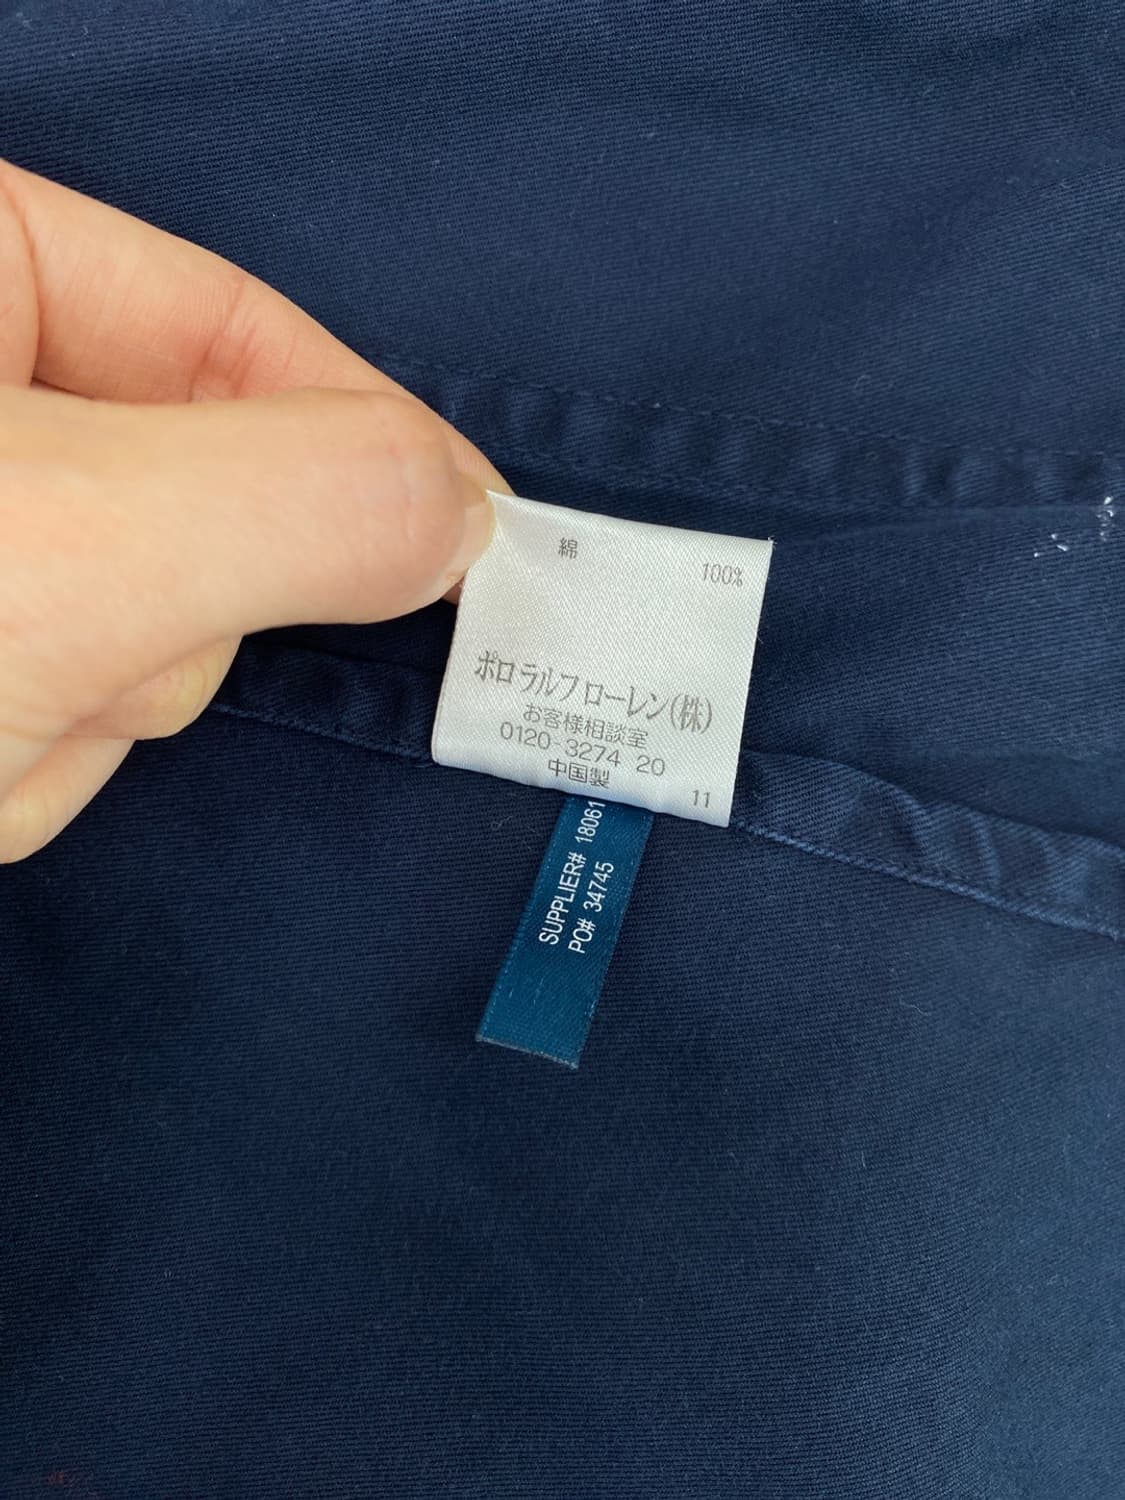 綿 100%
ポロ ラルフ ローレン(株)
お客様相談室
0120-3274 20
中国製
11
SUPPLIER# 18061
PO# 34745